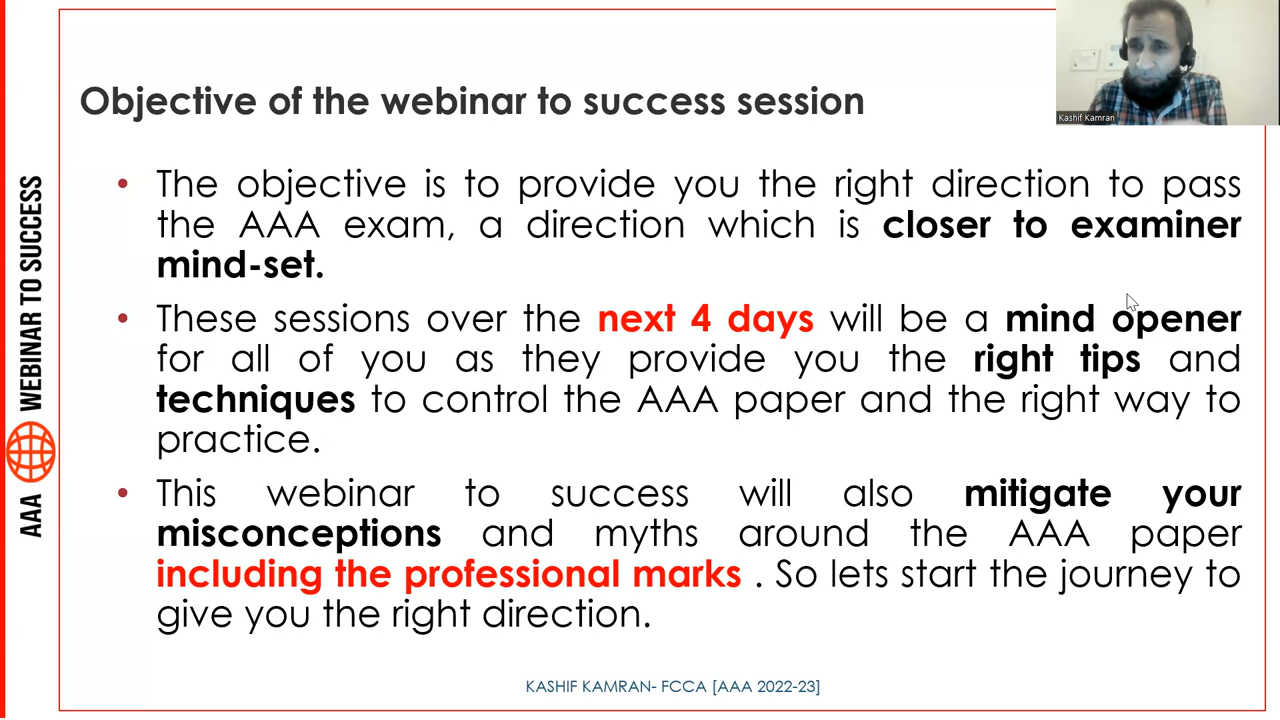 Objective of the webinar to success session
Kashif Kamran
• The objective is to provide you the right direction to pass
the AAA exam, a direction which is closer to examiner
mind-set.
• These sessions over the next 4 days will be a mind opener
for all of you as they provide you the right tips and
techniques to control the AAA paper and the right way to
practice.
• This webinar to success will also mitigate your
misconceptions and myths around the AAA paper
including the professional marks . So lets start the journey to
give you the right direction.
AAA WEBINAR TO SUCCESS
KASHIF KAMRAN- FCCA [AAA 2022-23]